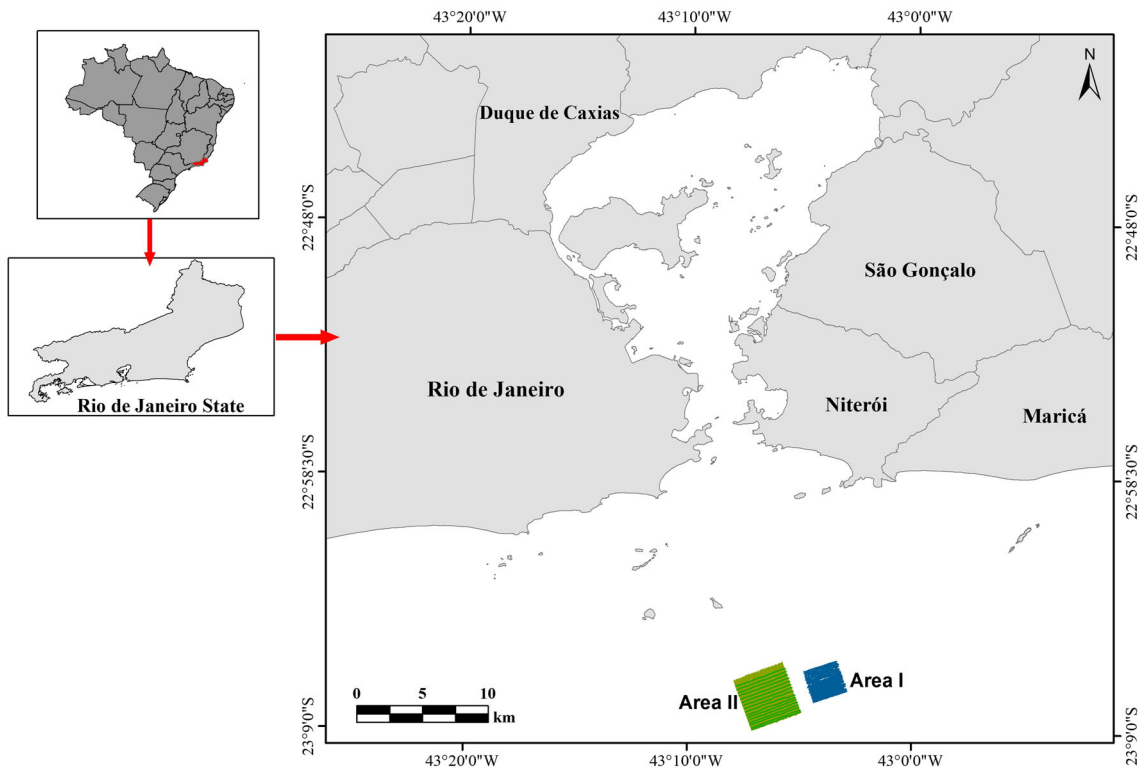 43°20'0"W
43°10'0"W
43°0'0"W
N
Duque de Caxias
22°48'0"S
22°48'0"S
São Gonçalo
Rio de Janeiro
Niterói
Maricá
Rio de Janeiro State
22°58'30"S
22°58'30"S
Area I
Area II
0 5 10
km
23°9'0"S
23°9'0"S
43°20'0"W
43°10'0"W
43°0'0"W